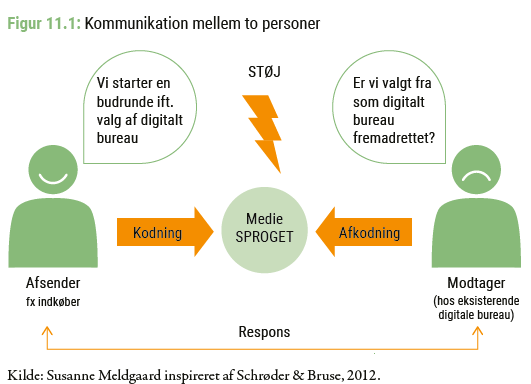 Figur 11.1: Kommunikation mellem to personer
STØJ
Vi starter en
budrunde ift.
valg af digitalt
bureau
Er vi valgt fra
som digitalt
bureau
fremadrettet?
Kodning
Medie
SPROGET
Afkodning
Afsender
fx indkøber
Modtager
(hos eksisterende
digitale bureau)
Respons
Kilde: Susanne Meldgaard inspireret af Schrøder & Bruse, 2012.